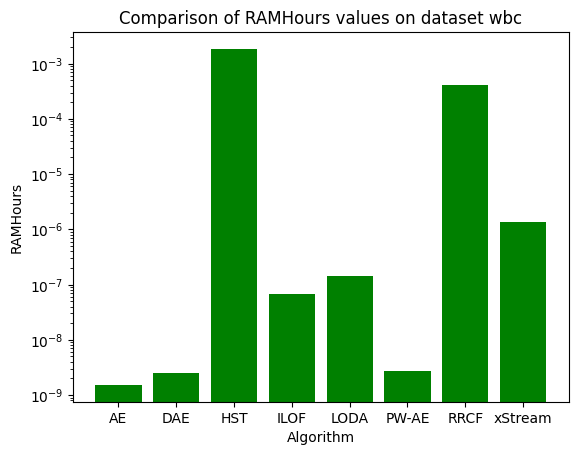 Comparison of RAMHours values on dataset wbc
RAMHours
10⁻³
10⁻⁴
10⁻⁵
10⁻⁶
10⁻⁷
10⁻⁸
10⁻⁹
AE DAE HST ILOF LODA PW-AE RRCF xStream
Algorithm